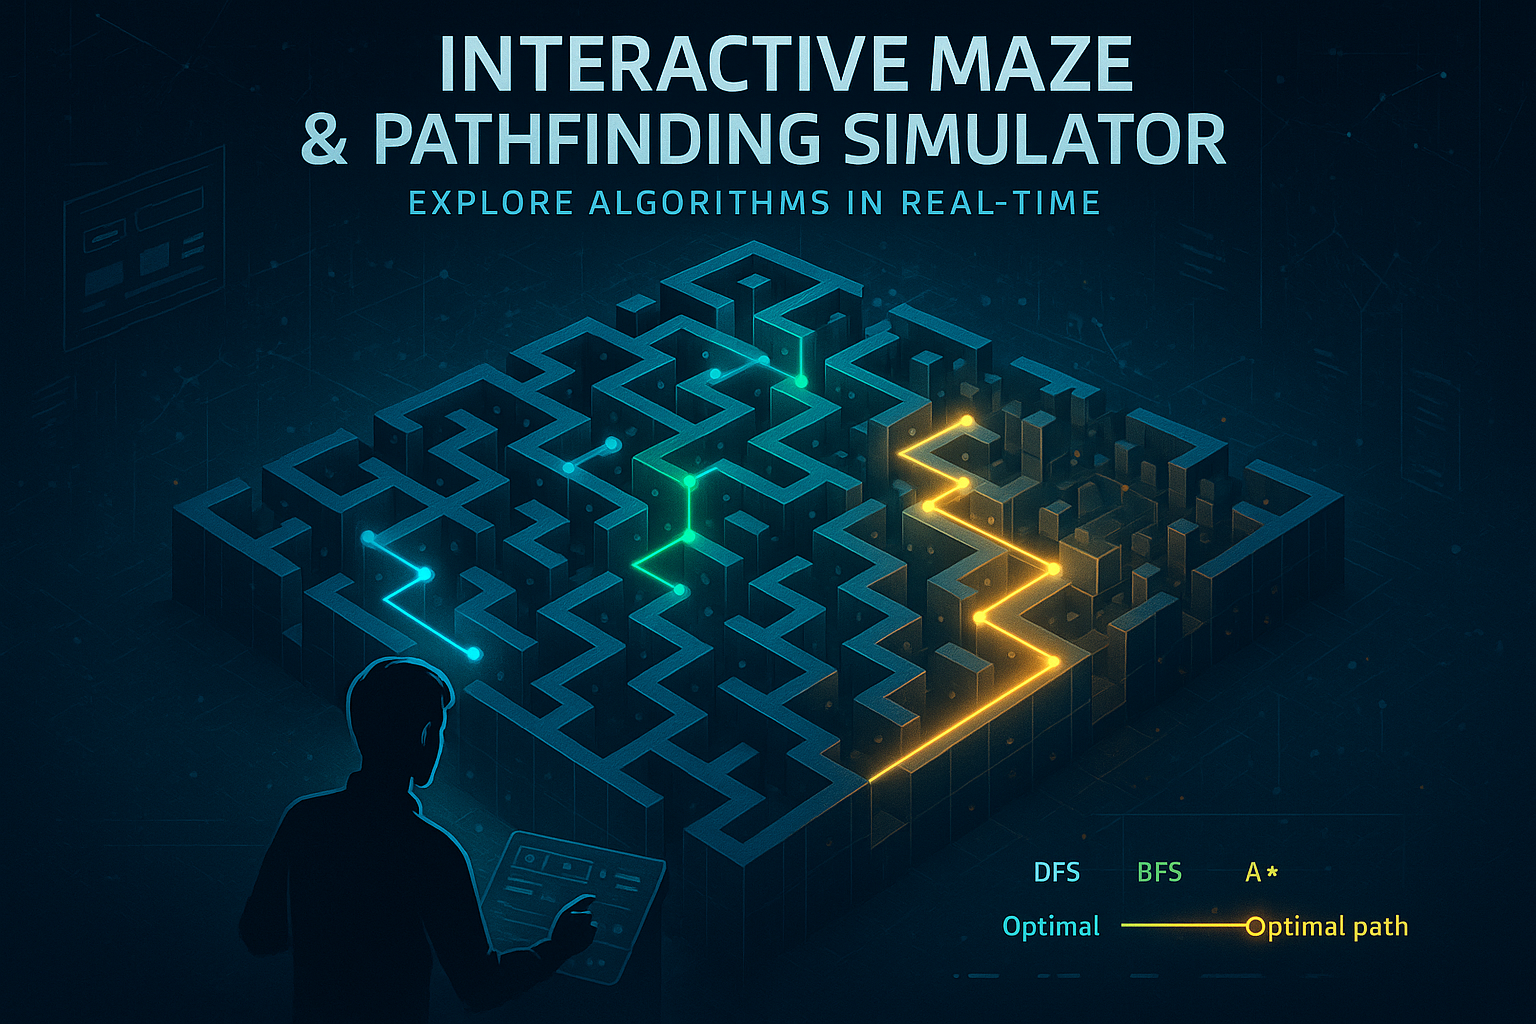 INTERACTIVE MAZE
& PATHFINDING SIMULATOR
EXPLORE ALGORITHMS IN REAL-TIME
DFS BFS A*
Optimal Optimal path